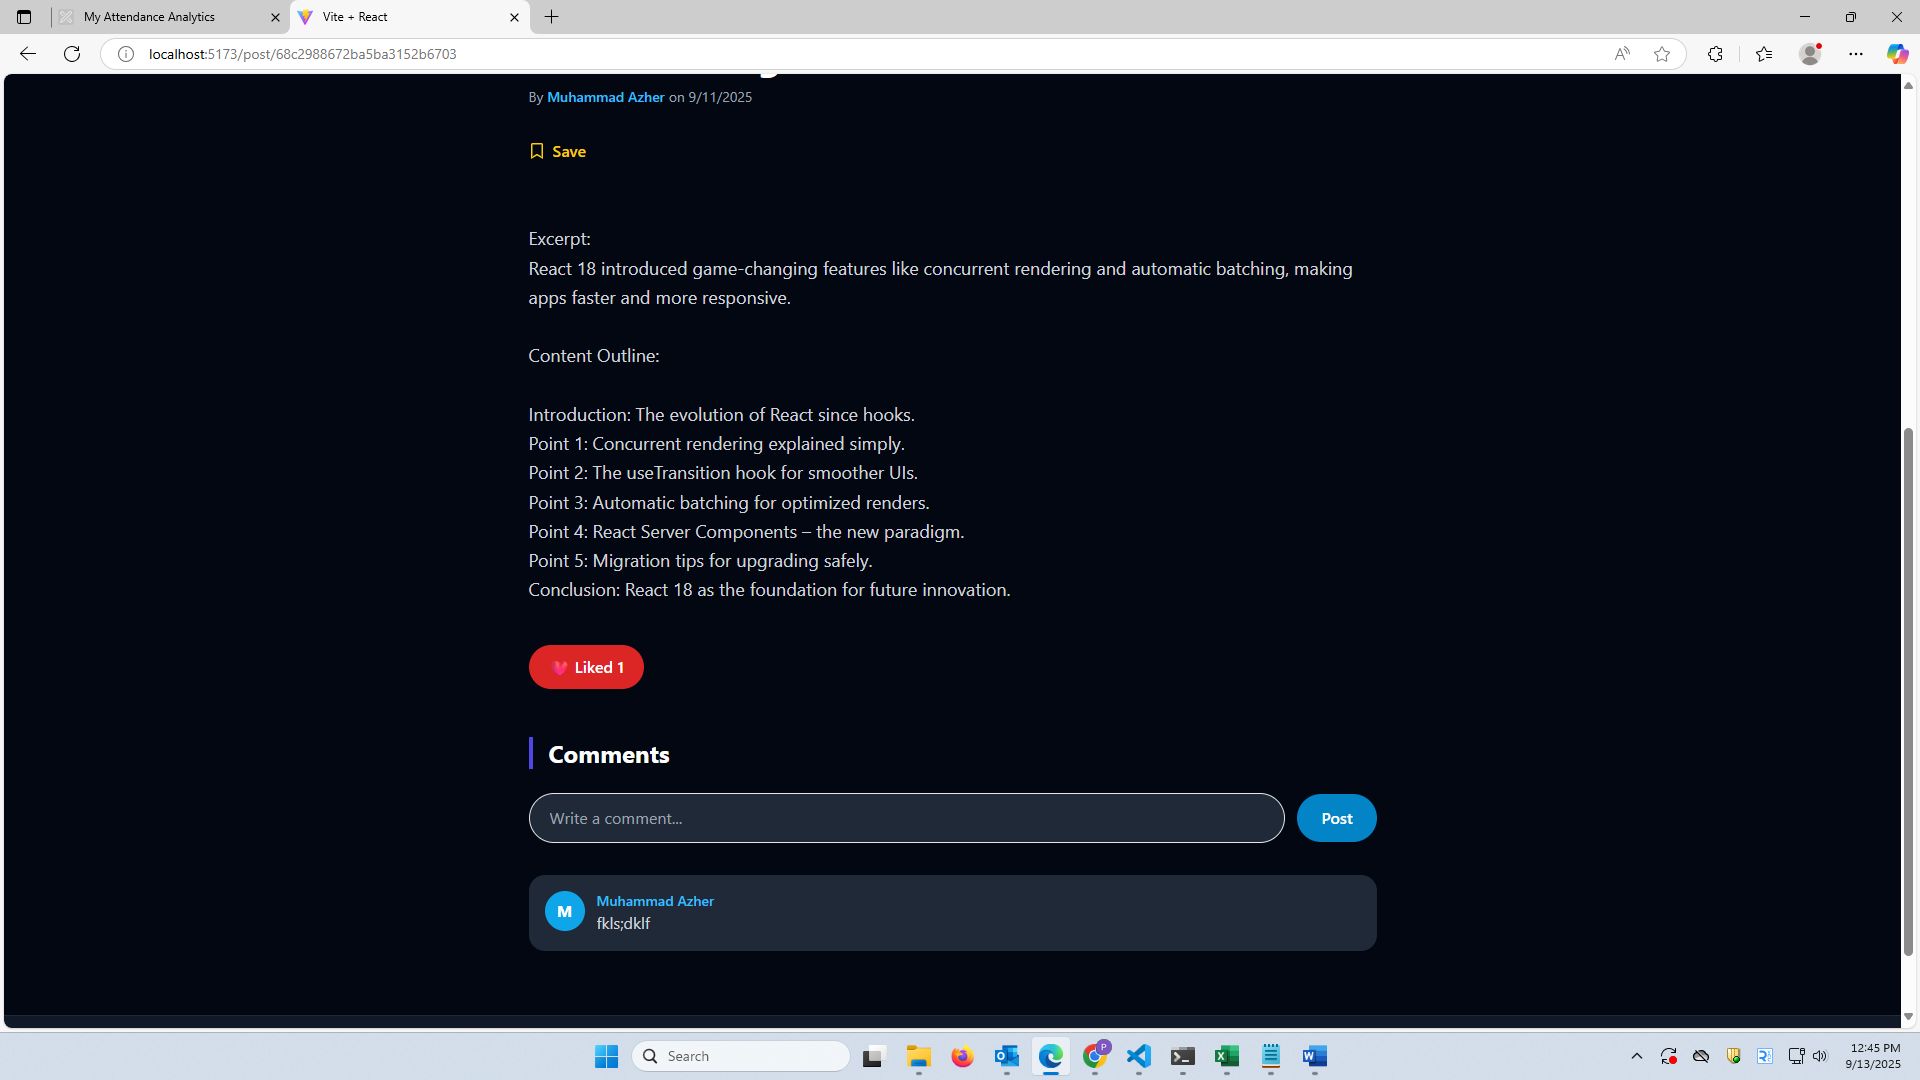 My Attendance Analytics
Vite + React
localhost:5173/post/68c2988672ba5ba3152b6703
By Muhammad Azher on 9/11/2025
Save
Excerpt:
React 18 introduced game-changing features like concurrent rendering and automatic batching, making
apps faster and more responsive.
Content Outline:
Introduction: The evolution of React since hooks.
Point 1: Concurrent rendering explained simply.
Point 2: The useTransition hook for smoother UIs.
Point 3: Automatic batching for optimized renders.
Point 4: React Server Components – the new paradigm.
Point 5: Migration tips for upgrading safely.
Conclusion: React 18 as the foundation for future innovation.
Liked 1
Comments
Write a comment...
Post
M
Muhammad Azher
fkls;dklf
Search
P
12:45 PM
9/13/2025